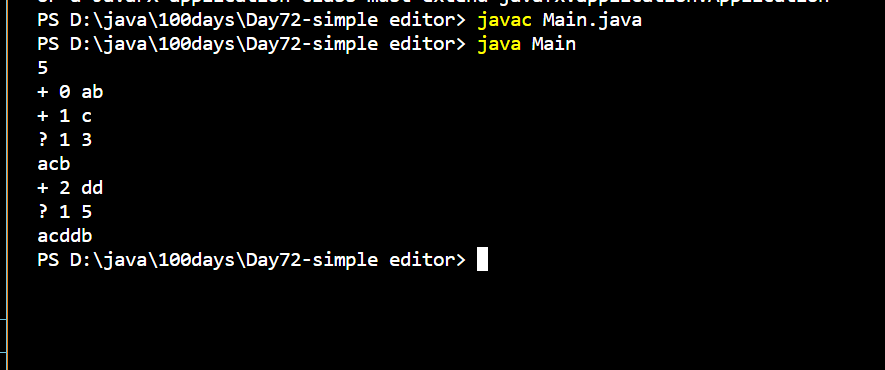 PS D:\java\100days\Day72-simple editor> javac Main.java
PS D:\java\100days\Day72-simple editor> java Main
5
+ 0 ab
+ 1 c
? 1 3
acb
+ 2 dd
? 1 5
acddb
PS D:\java\100days\Day72-simple editor>